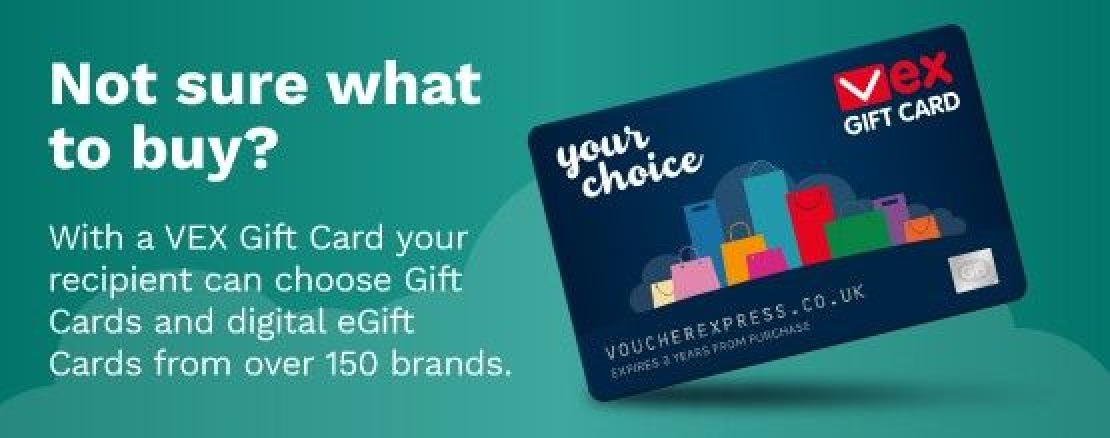 Not sure what
to buy?
With a VEX Gift Card your
recipient can choose Gift
Cards and digital eGift
Cards from over 150 brands.
your
choice
vex
GIFT CARD
VOUCHEREXPRESS.CO.UK
EXPIRES 2 YEARS FROM PURCHASE